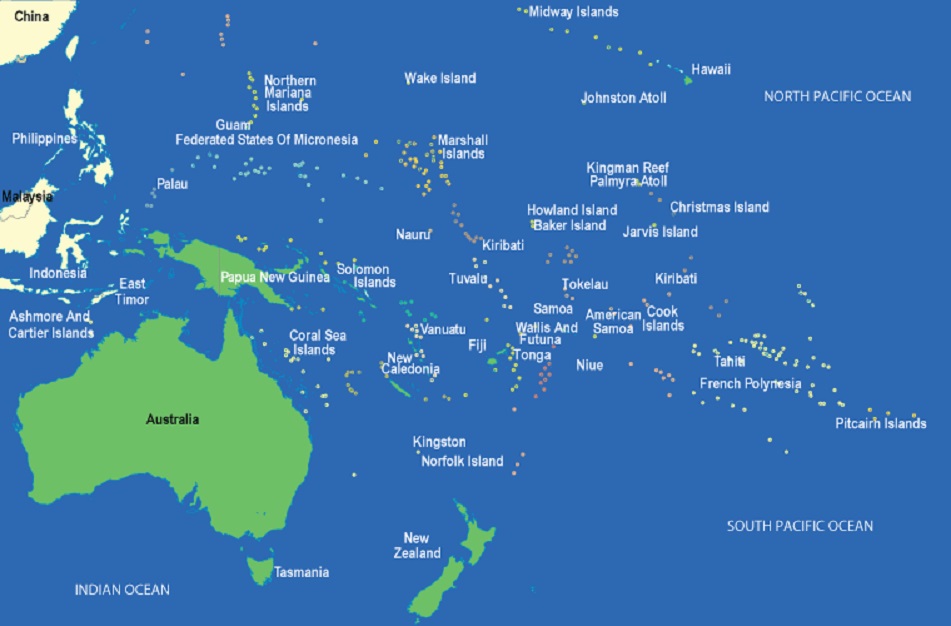 China
Midway Islands
Hawaii
Northern
Mariana
Islands
Wake Island
Johnston Atoll
NORTH PACIFIC OCEAN
Guam
Philippines
Federated States Of Micronesia
Marshall
Islands
Kingman Reef
Palmyra Atoll
Palau
Malaysia
Christmas Island
Howland Island
Baker Island
Jarvis Island
Nauru
Kiribati
Indonesia
Papua New Guinea
Solomon
Islands
Tuvalu
Tokelau
Kiribati
East
Timor
Ashmore And
Cartier Islands
Samoa
American
Samoa
Cook
Islands
Coral Sea
Islands
Vanuatu
Wallis And
Futuna
Fiji
Tonga
New
Caledonia
Niue
Tahiti
French Polynesia
Australia
Pitcairn Islands
Kingston
Norfolk Island
SOUTH PACIFIC OCEAN
New
Zealand
Tasmania
INDIAN OCEAN